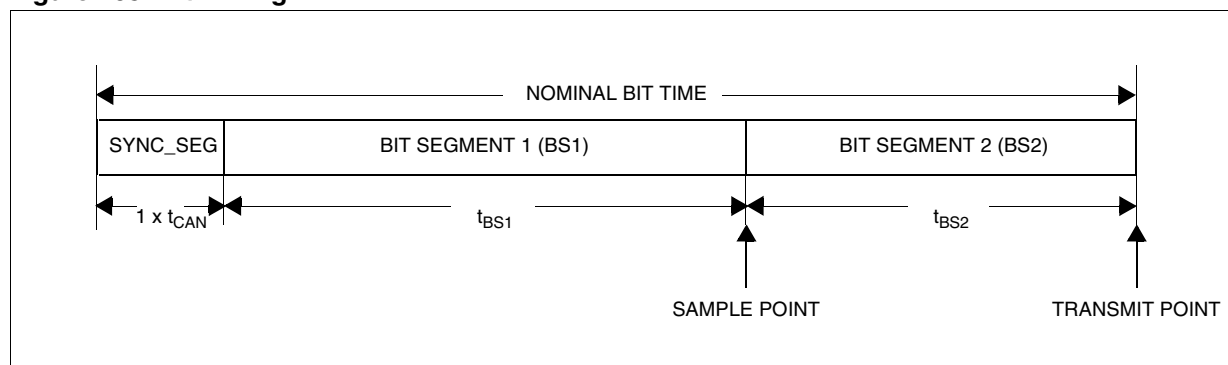 NOMINAL BIT TIME
SYNC_SEG BIT SEGMENT 1 (BS1) BIT SEGMENT 2 (BS2)
1 x tCAN tBS1 tBS2
SAMPLE POINT TRANSMIT POINT